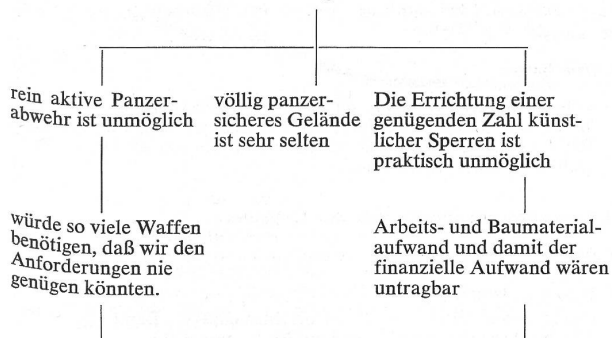 rein aktive Panzer-
abwehr ist unmöglich
völlig panzer-
sicheres Gelände
ist sehr selten
Die Errichtung einer
genügenden Zahl künst-
licher Sperren ist
praktisch unmöglich
würde so viele Waffen
benötigen, daß wir den
Anforderungen nie
genügen könnten.
Arbeits- und Baumaterial-
aufwand und damit der
finanzielle Aufwand wären
untragbar